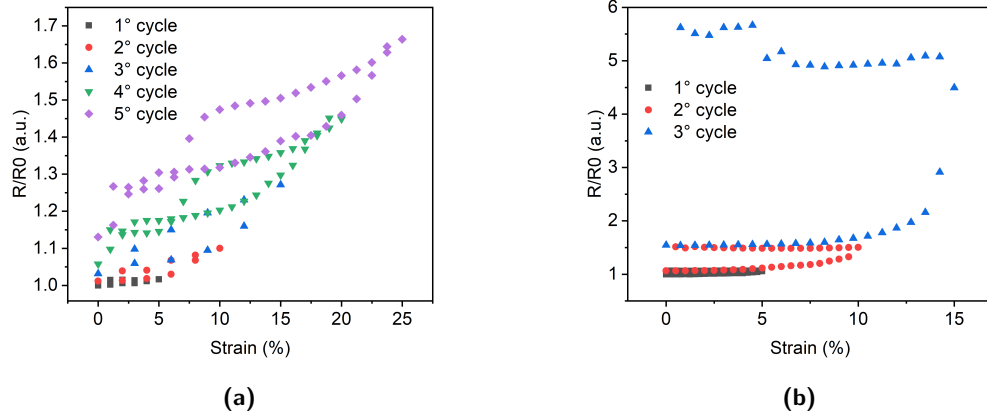 1.7
1.6
1.5
1.4
1.3
1.2
1.1
1.0
R/R0 (a.u.)
1° cycle
2° cycle
3° cycle
4° cycle
5° cycle
0 5 10 15 20 25
Strain (%)
(a)
6
5
4
3
2
1
R/R0 (a.u.)
1° cycle
2° cycle
3° cycle
0 5 10 15
Strain (%)
(b)